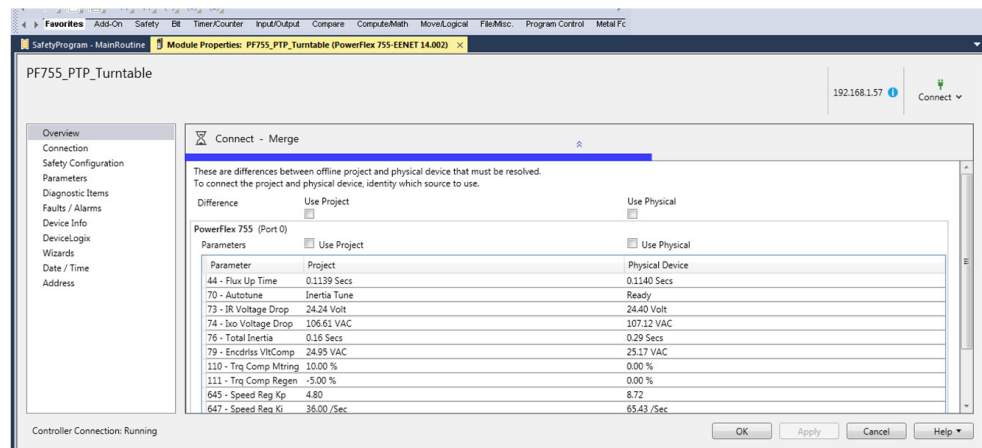 Favorites Add-On Safety Bit Timer/Counter Input/Output Compare Compute/Math Move/Logical File/Misc. Program Control Metal Fc
SafetyProgram - MainRoutine Module Properties: PF755_PTP_Turntable (PowerFlex 755-EENET 14.002) ×
PF755_PTP_Turntable
192.168.1.57
Connect
Overview
Connection
Safety Configuration
Parameters
Diagnostic Items
Faults / Alarms
Device Info
DeviceLogix
Wizards
Date / Time
Address
Connect - Merge
These are differences between offline project and physical device that must be resolved.
To connect the project and physical device, identity which source to use.
Difference Use Project Use Physical
PowerFlex 755 (Port 0)
Parameters Use Project Use Physical
Parameter Project Physical Device
44 - Flux Up Time 0.1139 Secs 0.1140 Secs
70 - Autotune Inertia Tune Ready
73 - IR Voltage Drop 24.24 Volt 24.40 Volt
74 - Ixo Voltage Drop 106.61 VAC 107.12 VAC
76 - Total Inertia 0.16 Secs 0.29 Secs
79 - Encdrlss VltComp 24.95 VAC 25.17 VAC
110 - Trq Comp Mtring 10.00 % 0.00 %
111 - Trq Comp Regen -5.00 % 0.00 %
645 - Speed Reg Kp 4.80 8.72
647 - Speed Reg Ki 36.00 /Sec 65.43 /Sec
Controller Connection: Running
OK Apply Cancel Help